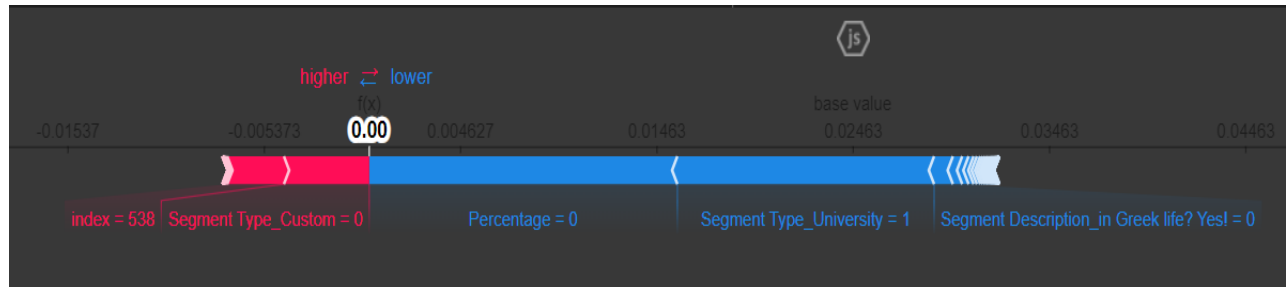 js
higher ⇄ lower
f(x) base value
-0.01537 -0.005373 0.00 0.004627 0.01463 0.02463 0.03463 0.04463
index = 538 Segment Type_Custom = 0 Percentage = 0 Segment Type_University = 1 Segment Description_in Greek life? Yes! = 0